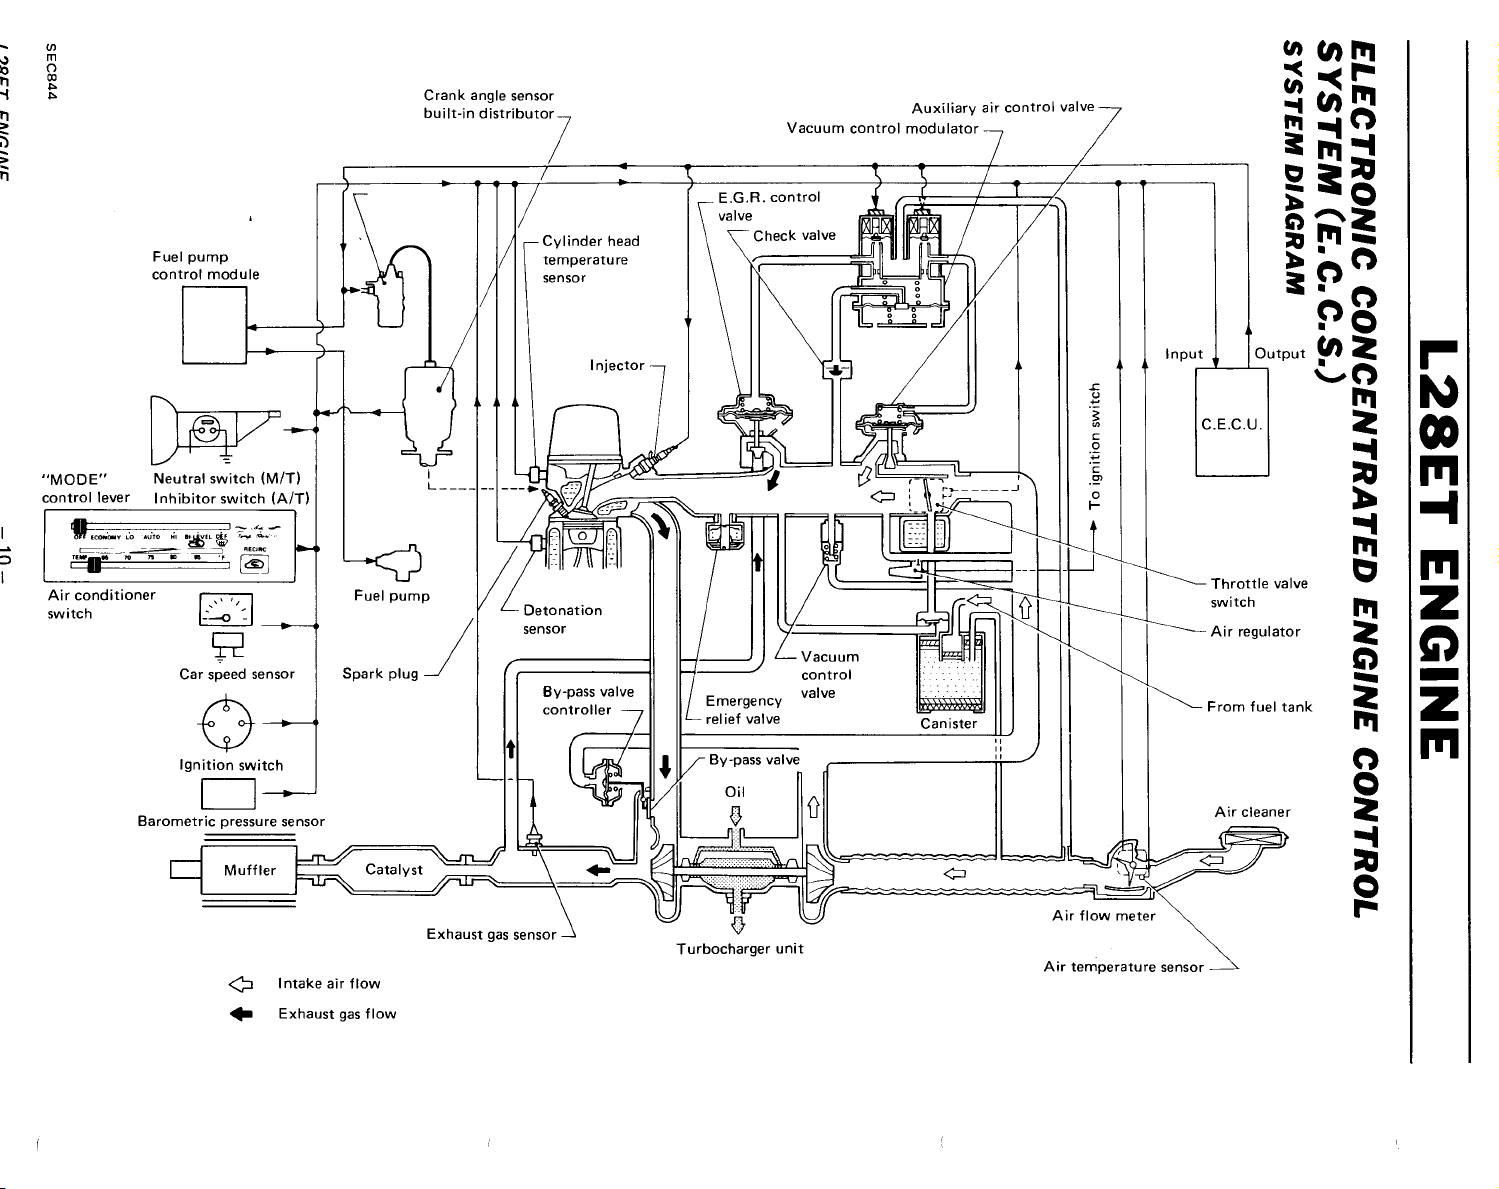 L28ET ENGINE
ELECTRONIC CONCENTRATED ENGINE CONTROL
SYSTEM (E.C.C.S.)
SYSTEM DIAGRAM
SEC844
L28ET ENGINE
— 10 —
Crank angle sensor
built-in distributor
Auxiliary air control valve
Vacuum control modulator
E.G.R. control
valve
Check valve
Cylinder head
temperature
sensor
Fuel pump
control module
Injector
Input
Output
C.E.C.U.
To ignition switch
"MODE"
control lever
Neutral switch (M/T)
Inhibitor switch (A/T)
OFF ECONOMY LO AUTO HI BI-LEVEL DEF
RECIRC
TEMP 65 70 75 80 85 °F
Air conditioner
switch
Fuel pump
Detonation
sensor
Throttle valve
switch
Air regulator
Car speed sensor
Spark plug
Vacuum
control
valve
By-pass valve
controller
Emergency
relief valve
From fuel tank
Canister
Ignition switch
By-pass valve
Oil
Barometric pressure sensor
Air cleaner
Muffler
Catalyst
Air flow meter
Exhaust gas sensor
Turbocharger unit
Air temperature sensor
Intake air flow
Exhaust gas flow